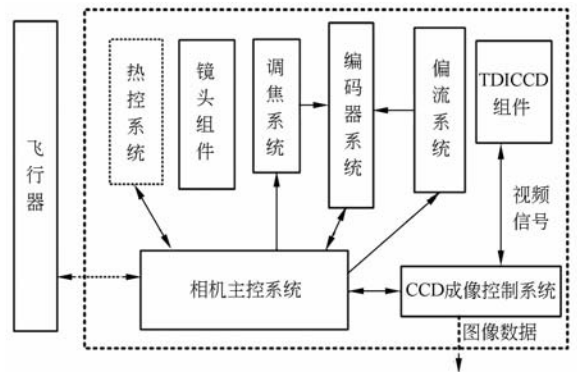 飞行器
热控系统
镜头组件
调焦系统
编码器系统
偏流系统
TDICCD
组件
视频
信号
相机主控系统
CCD成像控制系统
图像数据